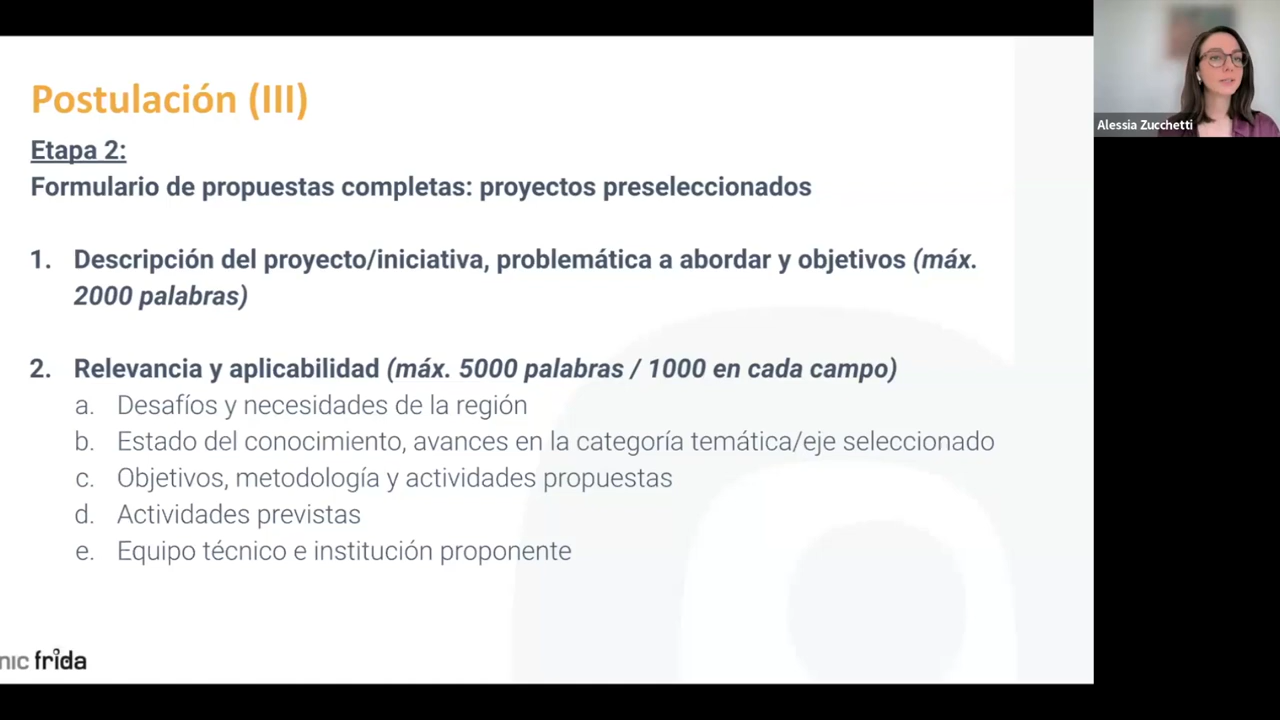 Postulación (III)
Etapa 2:
Formulario de propuestas completas: proyectos preseleccionados
1. Descripción del proyecto/iniciativa, problemática a abordar y objetivos (máx.
2000 palabras)
2. Relevancia y aplicabilidad (máx. 5000 palabras / 1000 en cada campo)
a. Desafíos y necesidades de la región
b. Estado del conocimiento, avances en la categoría temática/eje seleccionado
c. Objetivos, metodología y actividades propuestas
d. Actividades previstas
e. Equipo técnico e institución proponente
nic frida
Alessia Zucchetti